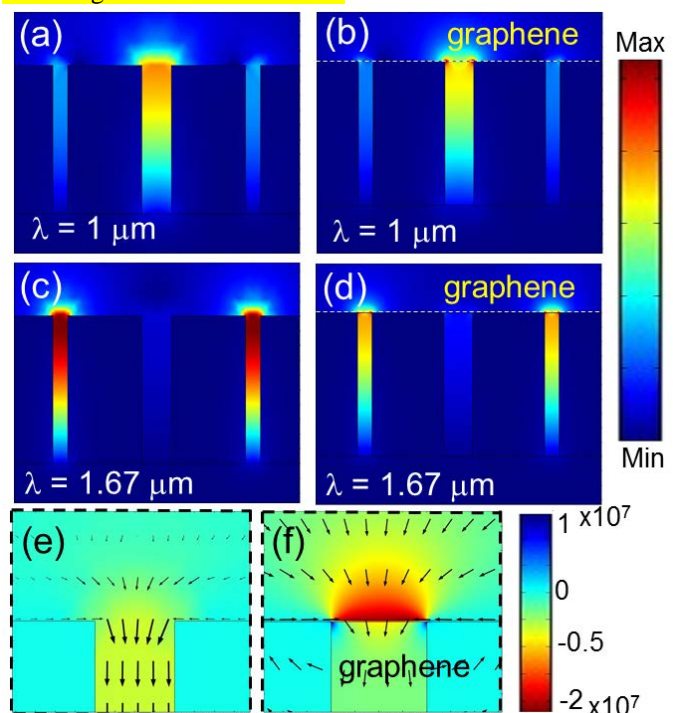 (a)
(b)
graphene
Max
λ = 1 μm
λ = 1 μm
(c)
(d)
graphene
λ = 1.67 μm
λ = 1.67 μm
Min
(e)
(f)
graphene
1 x10⁷
0
-0.5
-2 x10⁷